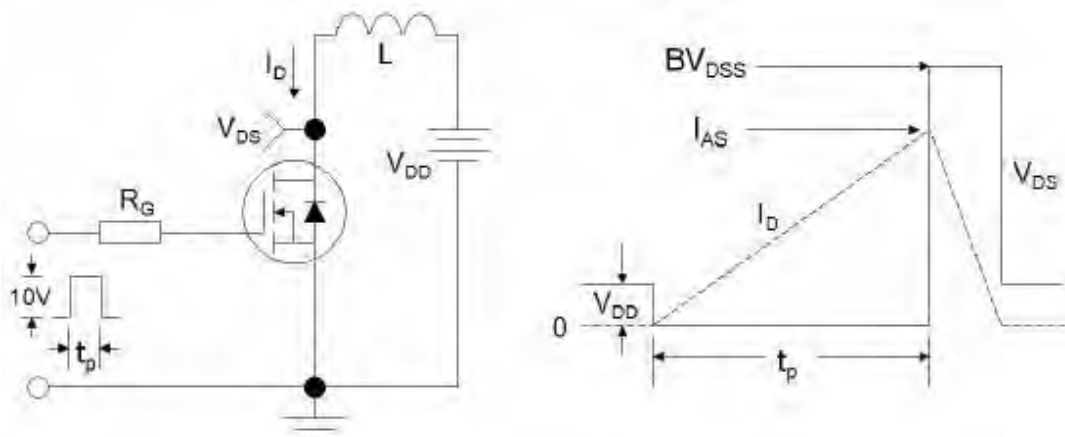 I_D
L
V_DS
V_DD
R_G
10V
t_p
BV_DSS
I_AS
I_D
V_DS
V_DD
0
t_p